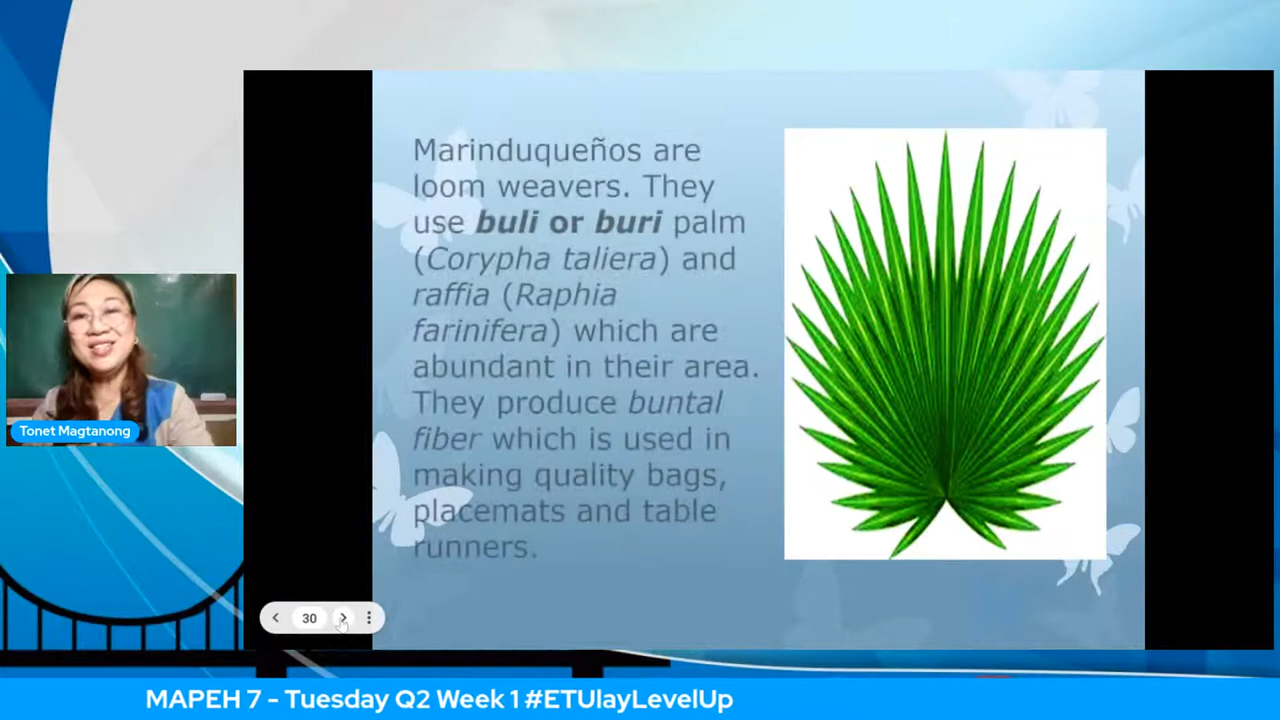 Marinduqueños are
loom weavers. They
use buli or buri palm
(Corypha taliera) and
raffia (Raphia
farinifera) which are
abundant in their area.
They produce buntal
fiber which is used in
making quality bags,
placemats and table
runners.
Tonet Magtanong
30
MAPEH 7 - Tuesday Q2 Week 1 #ETUlayLevelUp